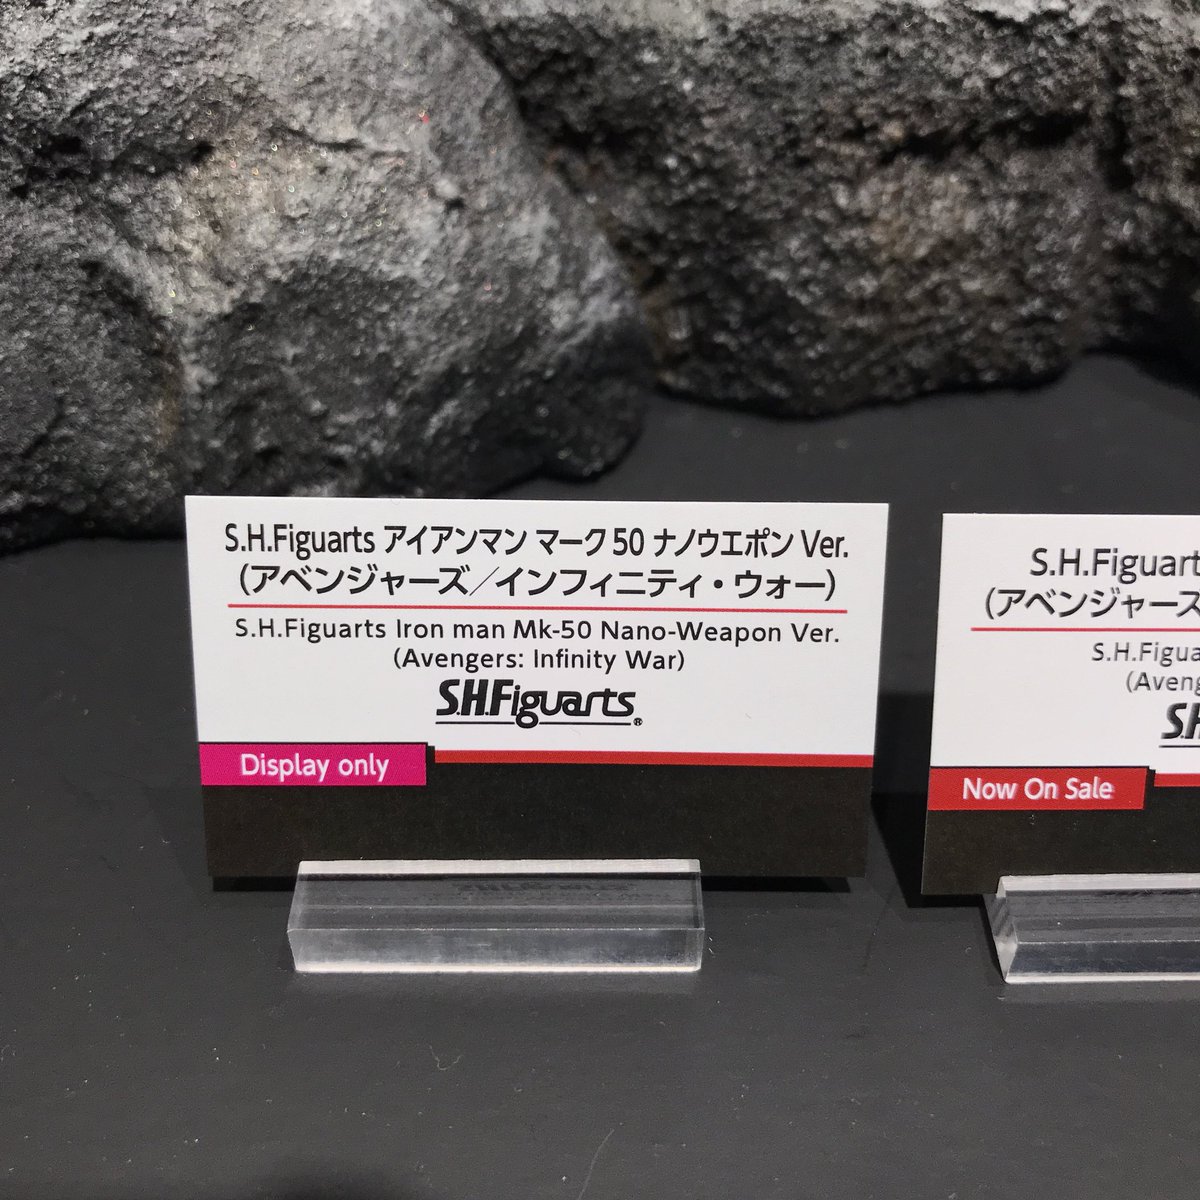 S.H.Figuarts アイアンマン マーク50 ナノウエポン Ver.
(アベンジャーズ／インフィニティ・ウォー)
S.H.Figuarts Iron man Mk-50 Nano-Weapon Ver.
(Avengers: Infinity War)
S.H.Figuarts®
Display only
(アベンジャーズ
Now On Sale